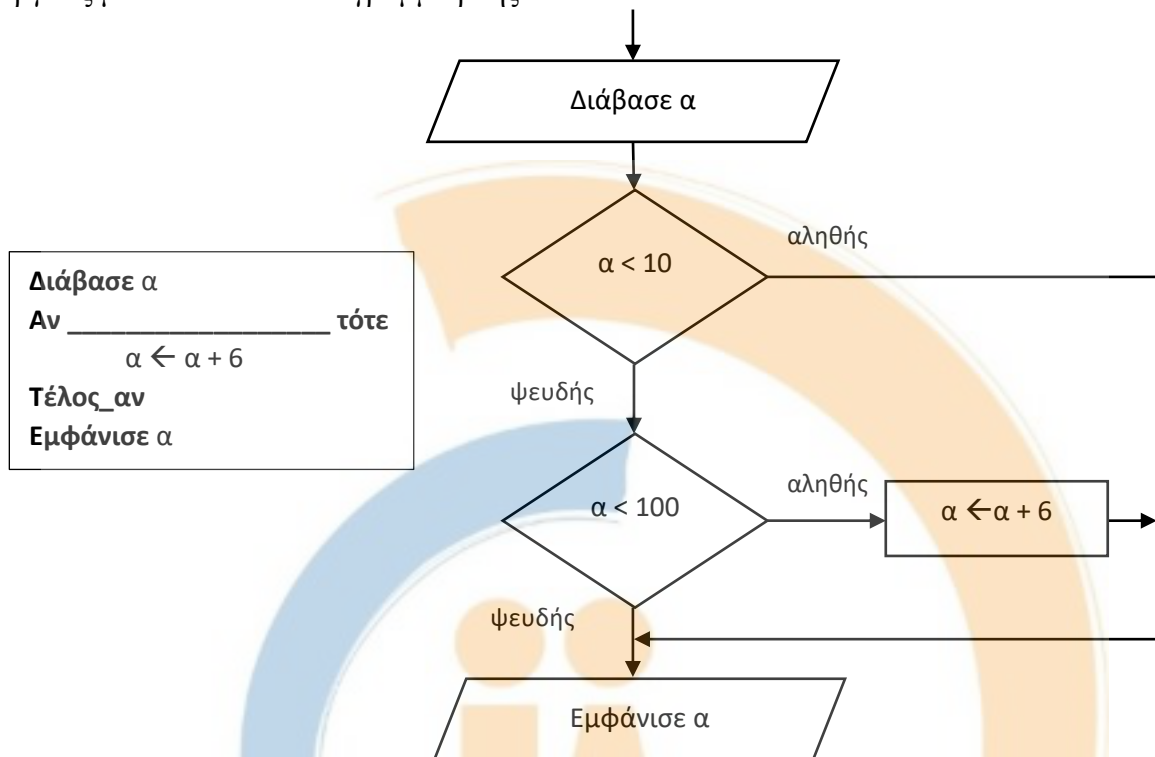 Διάβασε α
α < 10
αληθής
Διάβασε α
Αν __________________ τότε
α ← α + 6
Τέλος_αν
Εμφάνισε α
ψευδής
α < 100
αληθής
α ←α + 6
ψευδής
Εμφάνισε α